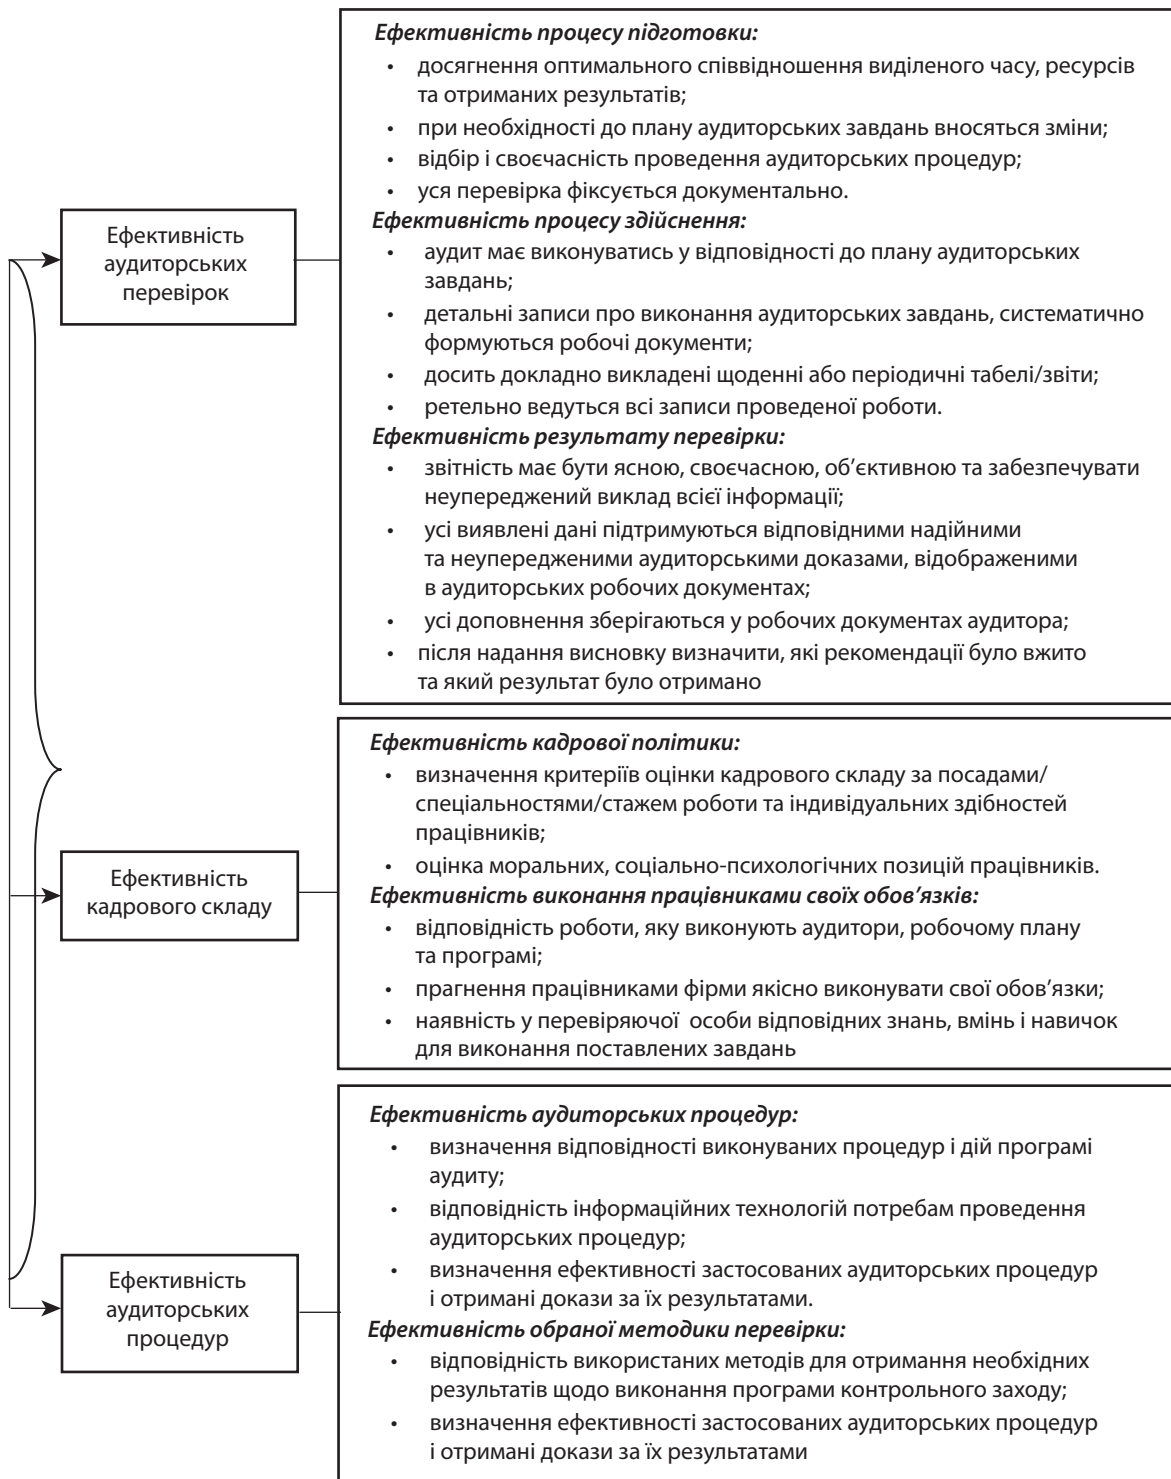 Ефективність
аудиторських
перевірок
Ефективність процесу підготовки:
• досягнення оптимального співвідношення виділеного часу, ресурсів
та отриманих результатів;
• при необхідності до плану аудиторських завдань вносяться зміни;
• відбір і своєчасність проведення аудиторських процедур;
• уся перевірка фіксується документально.
Ефективність процесу здійснення:
• аудит має виконуватись у відповідності до плану аудиторських
завдань;
• детальні записи про виконання аудиторських завдань, систематично
формуються робочі документи;
• досить докладно викладені щоденні або періодичні табелі/звіти;
• ретельно ведуться всі записи проведеної роботи.
Ефективність результату перевірки:
• звітність має бути ясною, своєчасною, об’єктивною та забезпечувати
неупереджений виклад всієї інформації;
• усі виявлені дані підтримуються відповідними надійними
та неупередженими аудиторськими доказами, відображеними
в аудиторських робочих документах;
• усі доповнення зберігаються у робочих документах аудитора;
• після надання висновку визначити, які рекомендації було вжито
та який результат було отримано
Ефективність
кадрового складу
Ефективність кадрової політики:
• визначення критеріїв оцінки кадрового складу за посадами/
спеціальностями/стажем роботи та індивідуальних здібностей
працівників;
• оцінка моральних, соціально-психологічних позицій працівників.
Ефективність виконання працівниками своїх обов’язків:
• відповідність роботи, яку виконують аудитори, робочому плану
та програмі;
• прагнення працівниками фірми якісно виконувати свої обов’язки;
• наявність у перевіряючої особи відповідних знань, вмінь і навичок
для виконання поставлених завдань
Ефективність
аудиторських
процедур
Ефективність аудиторських процедур:
• визначення відповідності виконуваних процедур і дій програмі
аудиту;
• відповідність інформаційних технологій потребам проведення
аудиторських процедур;
• визначення ефективності застосованих аудиторських процедур
і отримані докази за їх результатами.
Ефективність обраної методики перевірки:
• відповідність використаних методів для отримання необхідних
результатів щодо виконання програми контрольного заходу;
• визначення ефективності застосованих аудиторських процедур
і отримані докази за їх результатами